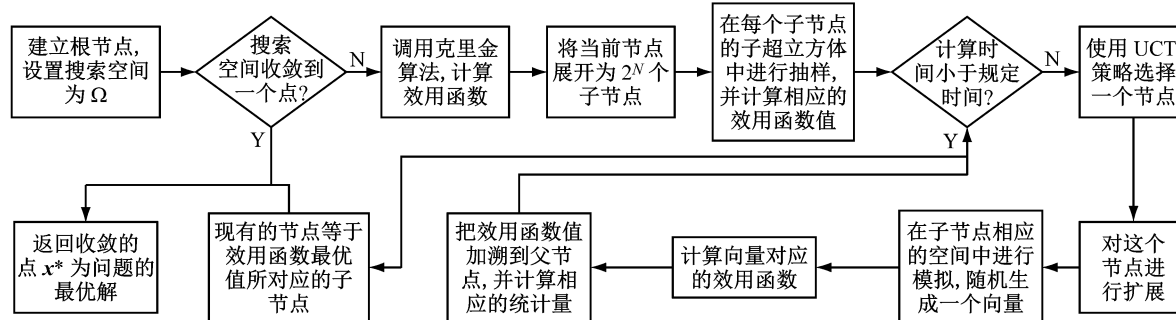 建立根节点,
设置搜索空间
为 Ω
搜索
空间收敛到
一个点?
N
Y
调用克里金
算法, 计算
效用函数
将当前节点
展开为 2^N 个
子节点
在每个子节点
的子超立方体
中进行抽样,
并计算相应的
效用函数值
计算时
间小于规定
时间?
N
Y
使用 UCT
策略选择
一个节点
对这个
节点进
行扩展
在子节点相应
的空间中进行
模拟, 随机生
成一个向量
计算向量对应
的效用函数
把效用函数值
加溯到父节
点, 并计算相
应的统计量
现有的节点等于
效用函数最优
值所对应的子
节点
返回收敛的
点 x* 为问题的
最优解